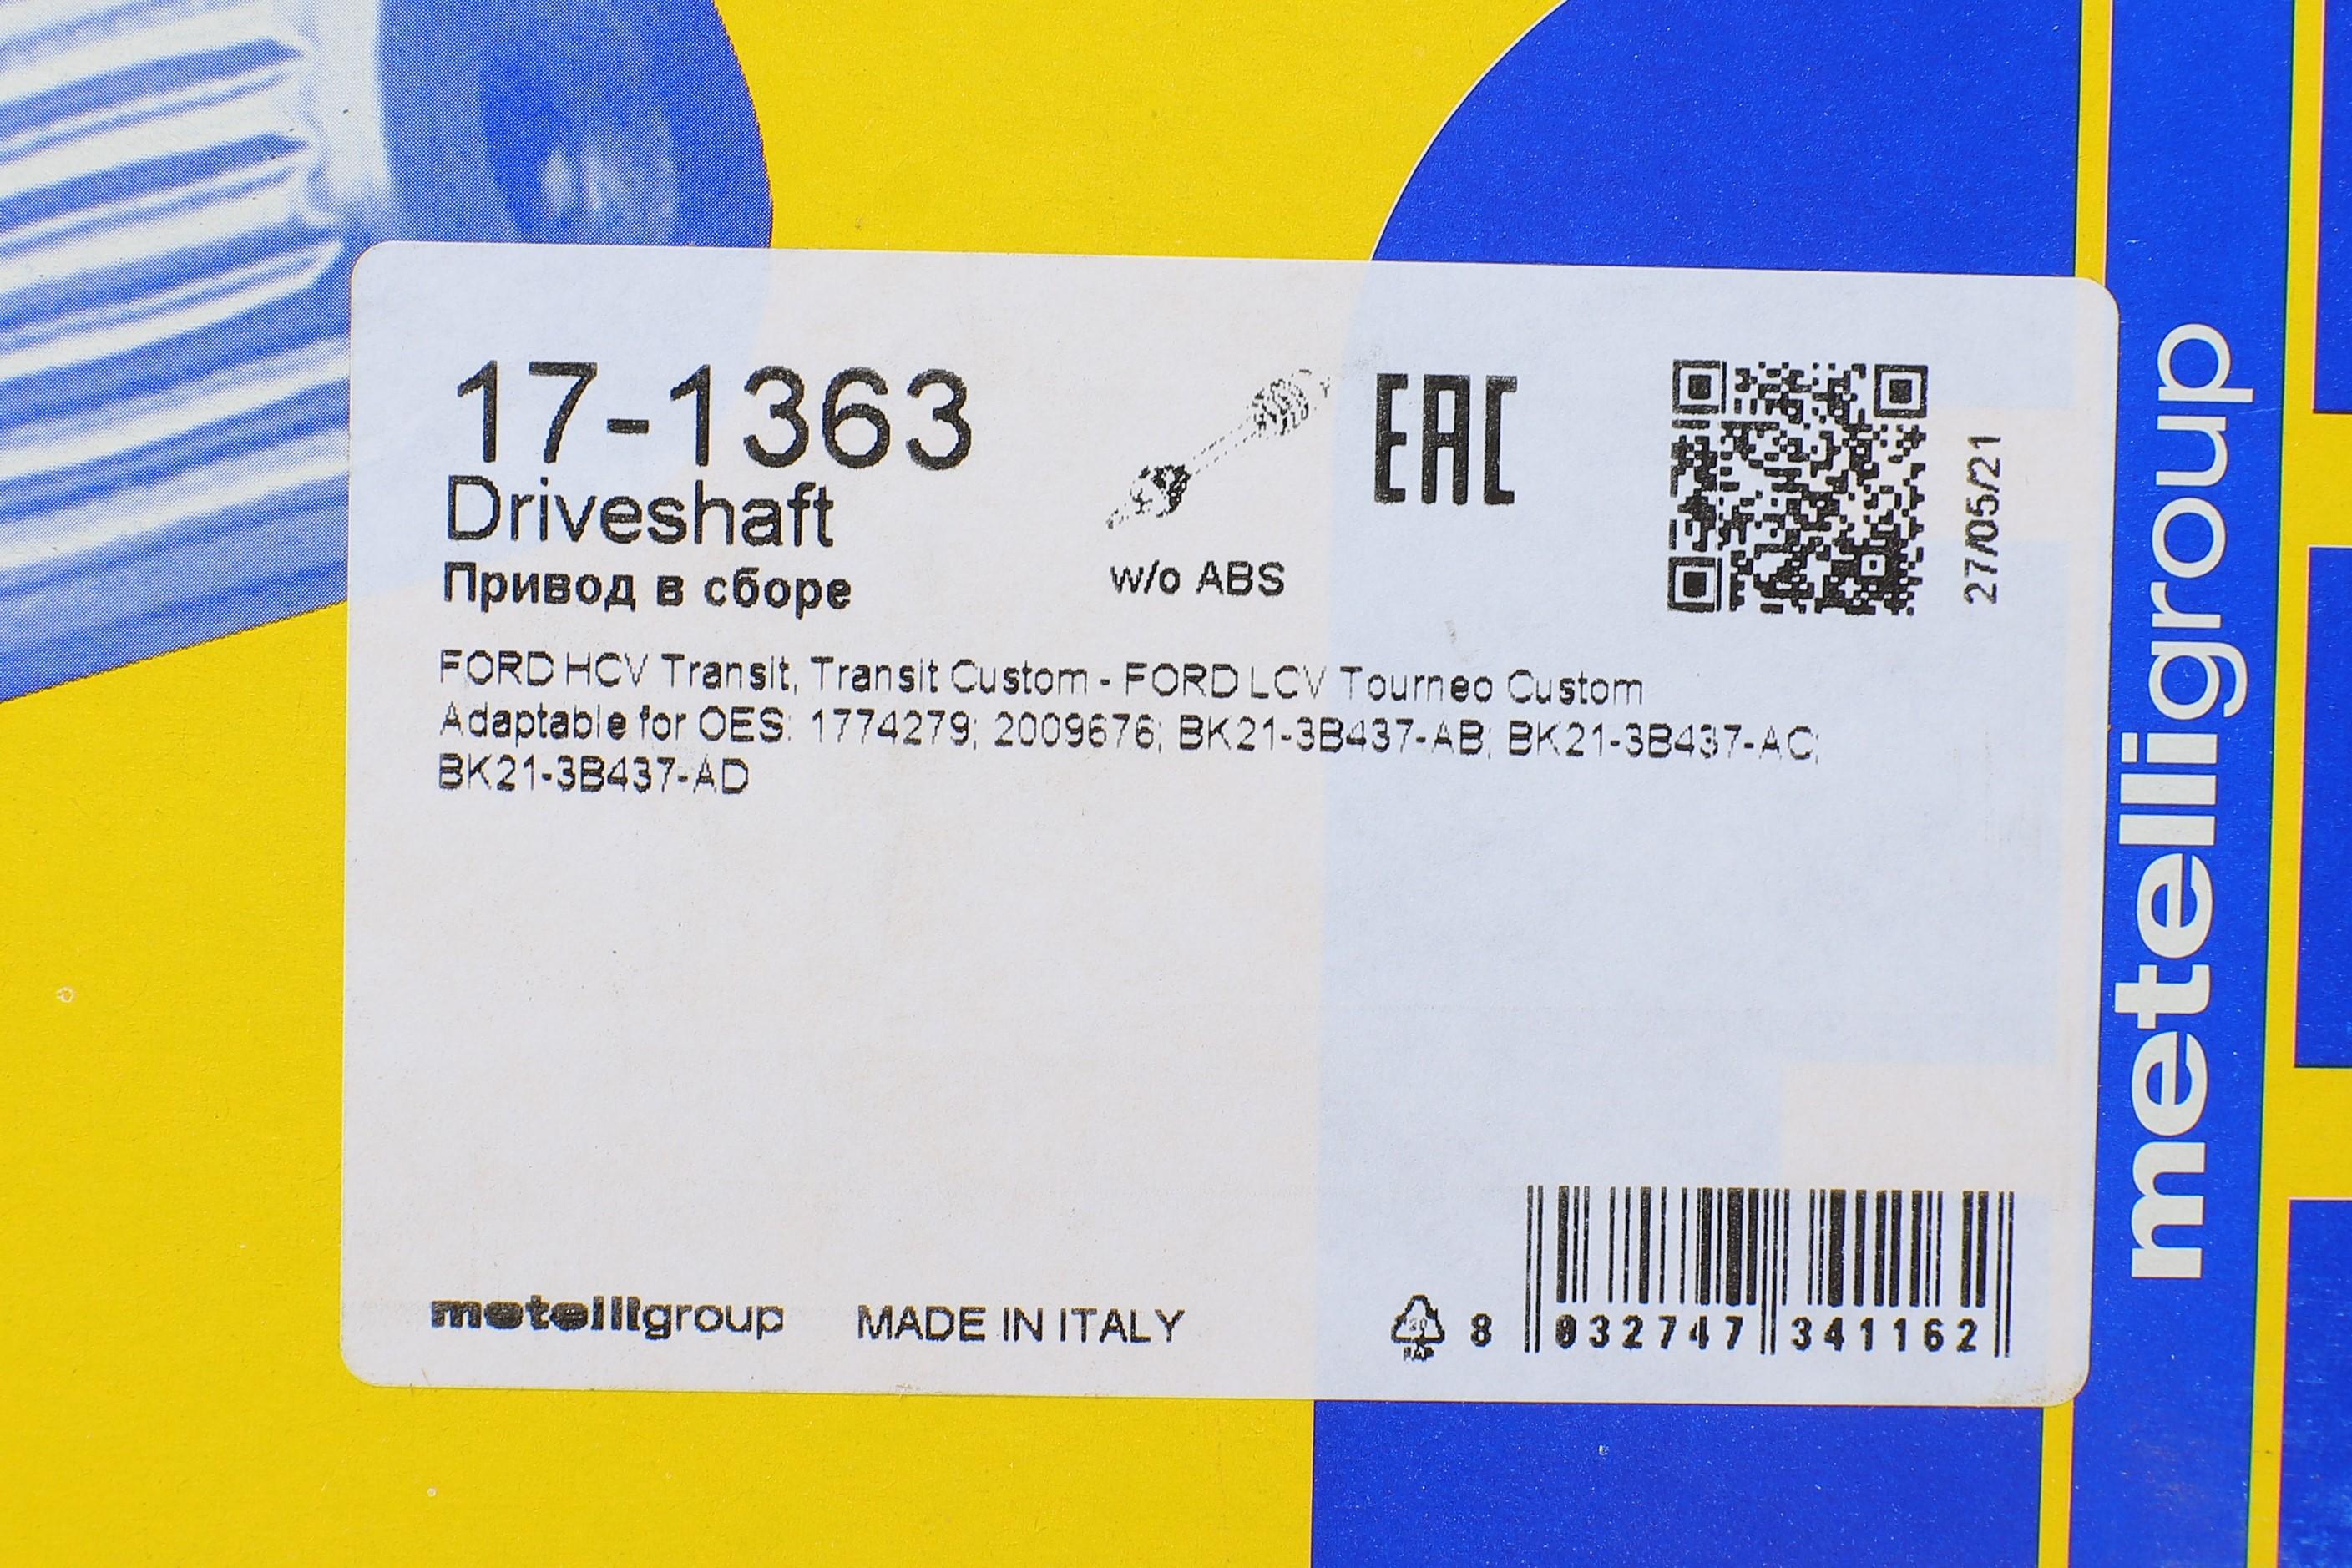 17-1363
Driveshaft
Привод в сборе
w/o ABS
EAC
27/05/21
FORD HCV Transit, Transit Custom - FORD LCV Tourneo Custom
Adaptable for OES: 1774279; 2009676; BK21-3B437-AB; BK21-3B437-AC;
BK21-3B437-AD
metelligroup
MADE IN ITALY
8 032747 341162
metelligroup